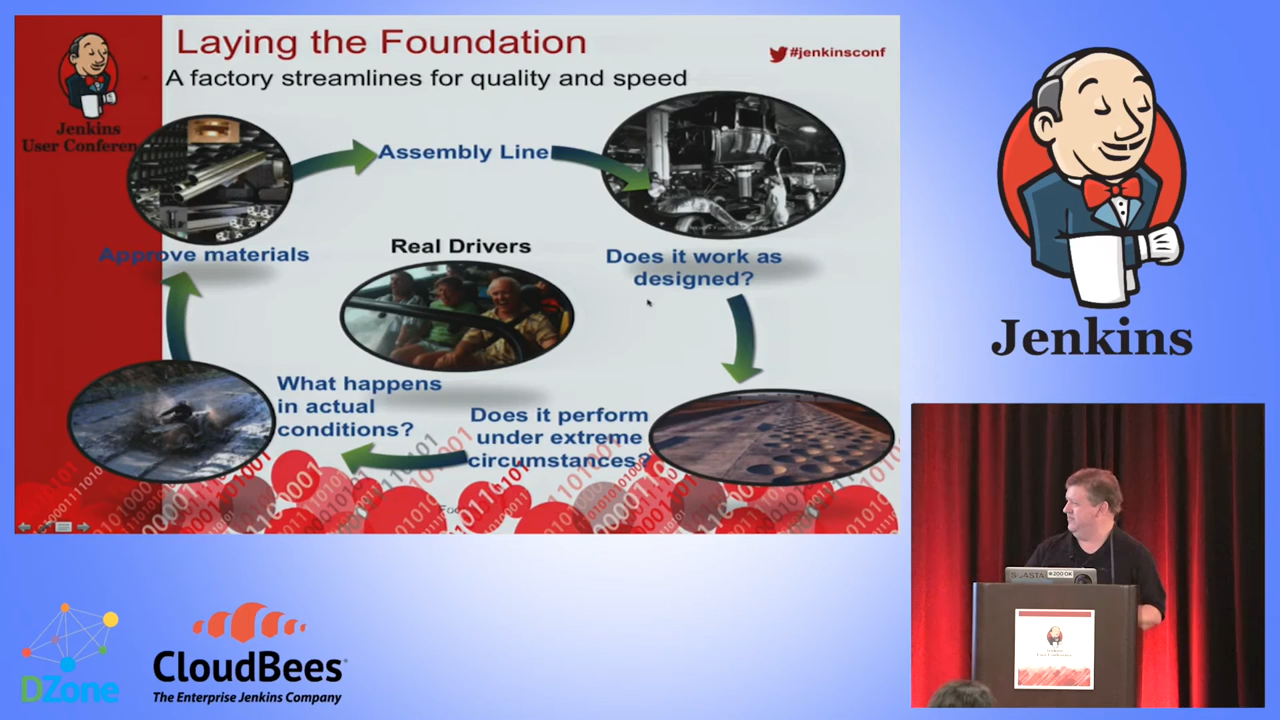 Laying the Foundation
#jenkinsconf
A factory streamlines for quality and speed
Jenkins
User Conferen
Assembly Line
Approve materials
Real Drivers
Does it work as
designed?
What happens
in actual
conditions?
Does it perform
under extreme
circumstances?
Jenkins
SOASTA
DZone
CloudBees
The Enterprise Jenkins Company